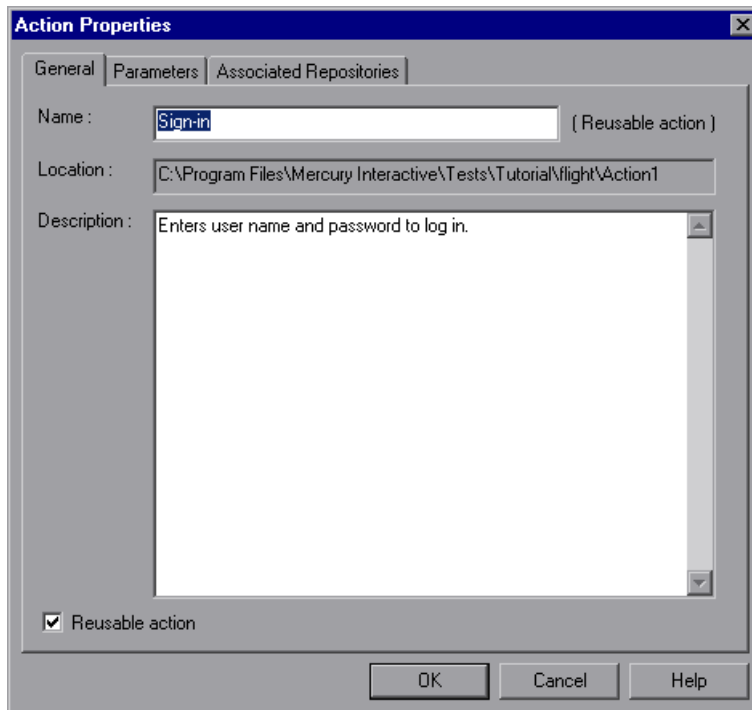 Action Properties
General Parameters Associated Repositories
Name : Sign-in ( Reusable action )
Location : C:\Program Files\Mercury Interactive\Tests\Tutorial\flight\Action1
Description : Enters user name and password to log in.
Reusable action
OK Cancel Help